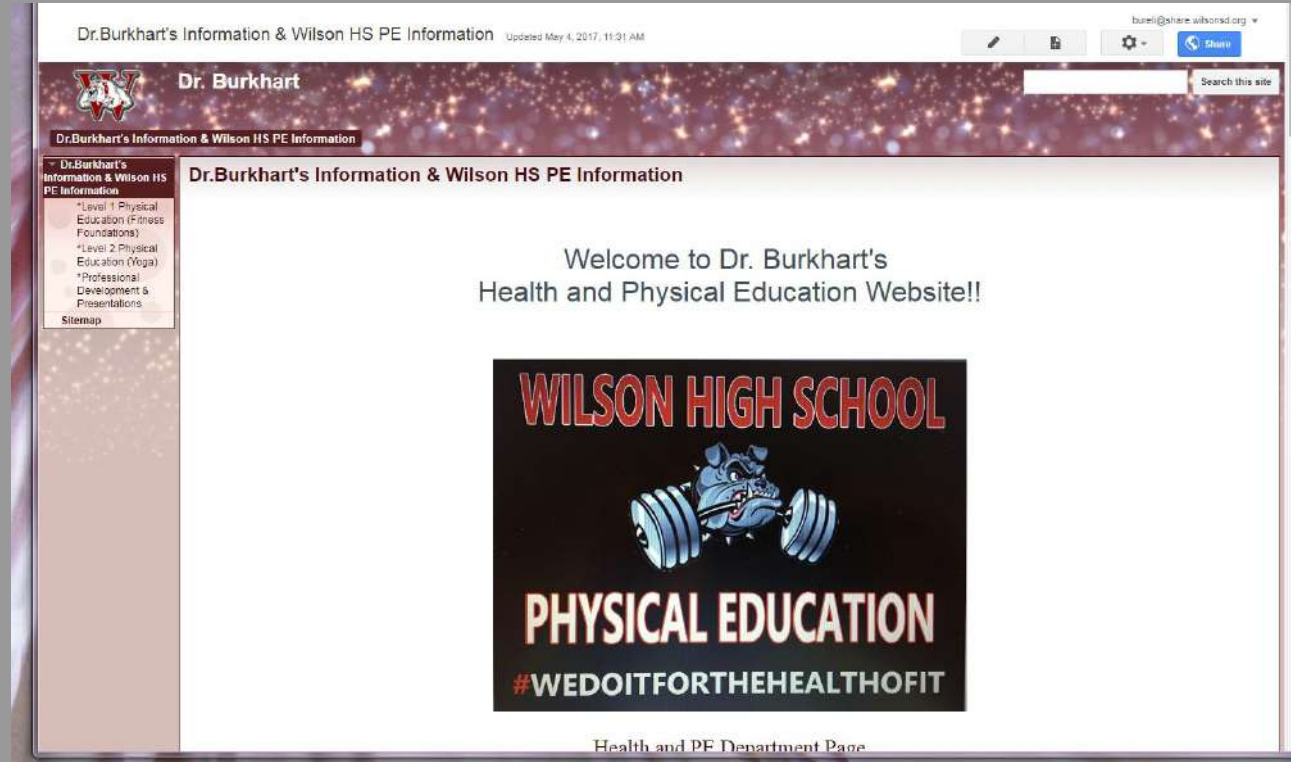 Dr.Burkhart's Information & Wilson HS PE Information Updated May 4, 2017, 11:31 AM
bureli@share.wilsonsd.org
Share
W
Dr. Burkhart
Search this site
Dr.Burkhart's Information & Wilson HS PE Information
Dr.Burkhart's
Information & Wilson HS
PE Information
*Level 1 Physical
Education (Fitness
Foundations)
*Level 2 Physical
Education (Yoga)
*Professional
Development &
Presentations
Sitemap
Dr.Burkhart's Information & Wilson HS PE Information
Welcome to Dr. Burkhart's
Health and Physical Education Website!!
WILSON HIGH SCHOOL
PHYSICAL EDUCATION
#WEDOITFORTHEHEALTHOFIT
Health and PE Department Page